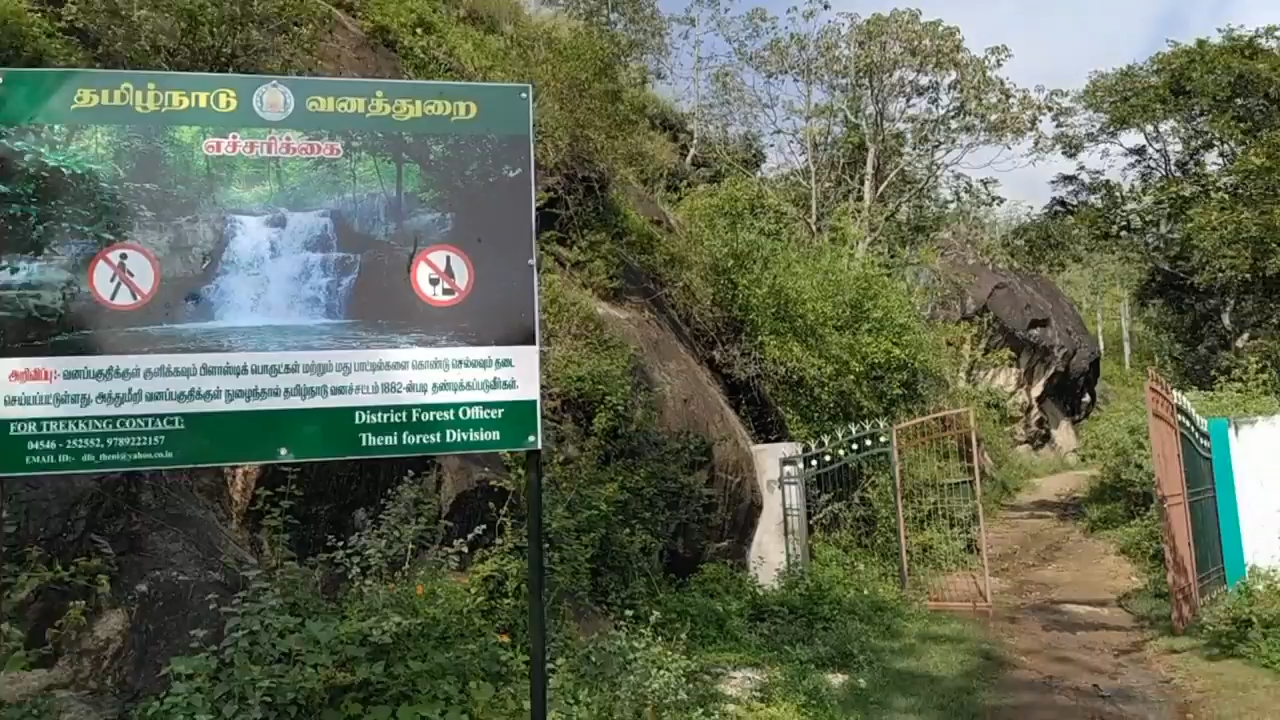 தமிழ்நாடு வனத்துறை
எச்சரிக்கை
அறிவிப்பு:- வனப்பகுதிக்குள் குளிக்கவும் பிளாஸ்டிக் பொருட்கள் மற்றும் மது பாட்டில்களை கொண்டு செல்லவும் தடை
செய்யப்பட்டுள்ளது. அத்துமீறி வனப்பகுதிக்குள் நுழைந்தால் தமிழ்நாடு வனச்சட்டம் 1882-ன்படி தண்டிக்கப்படுவீர்கள்.
FOR TREKKING CONTACT:
04546 - 252552, 9789222157
EMAIL ID:- dfo_theni@yahoo.co.in
District Forest Officer
Theni forest Division